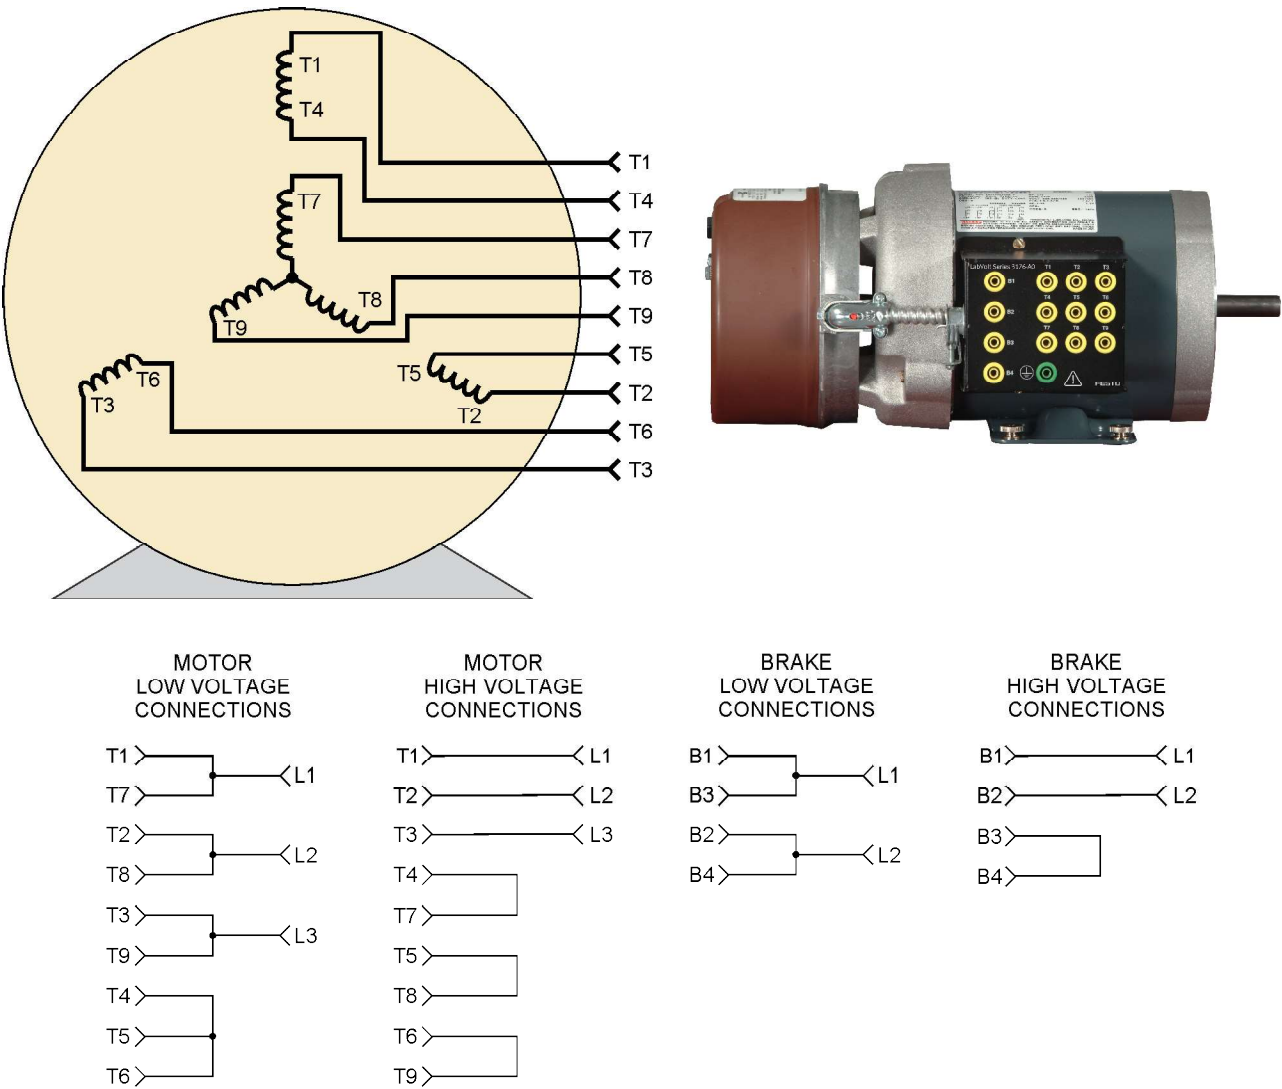 T1
T4
T7
T8
T9
T5
T2
T6
T3
T1
T4
T7
T8
T9
T5
T2
T6
T3
LabVolt Series 3176-A0
T1 T2 T3
B1
T4 T5 T6
B2
T7 T8 T9
B3
B4
FESTO
MOTOR
LOW VOLTAGE
CONNECTIONS
T1
T7
L1
T2
T8
L2
T3
T9
L3
T4
T5
T6
MOTOR
HIGH VOLTAGE
CONNECTIONS
T1 L1
T2 L2
T3 L3
T4
T7
T5
T8
T6
T9
BRAKE
LOW VOLTAGE
CONNECTIONS
B1
B3
L1
B2
B4
L2
BRAKE
HIGH VOLTAGE
CONNECTIONS
B1 L1
B2 L2
B3
B4